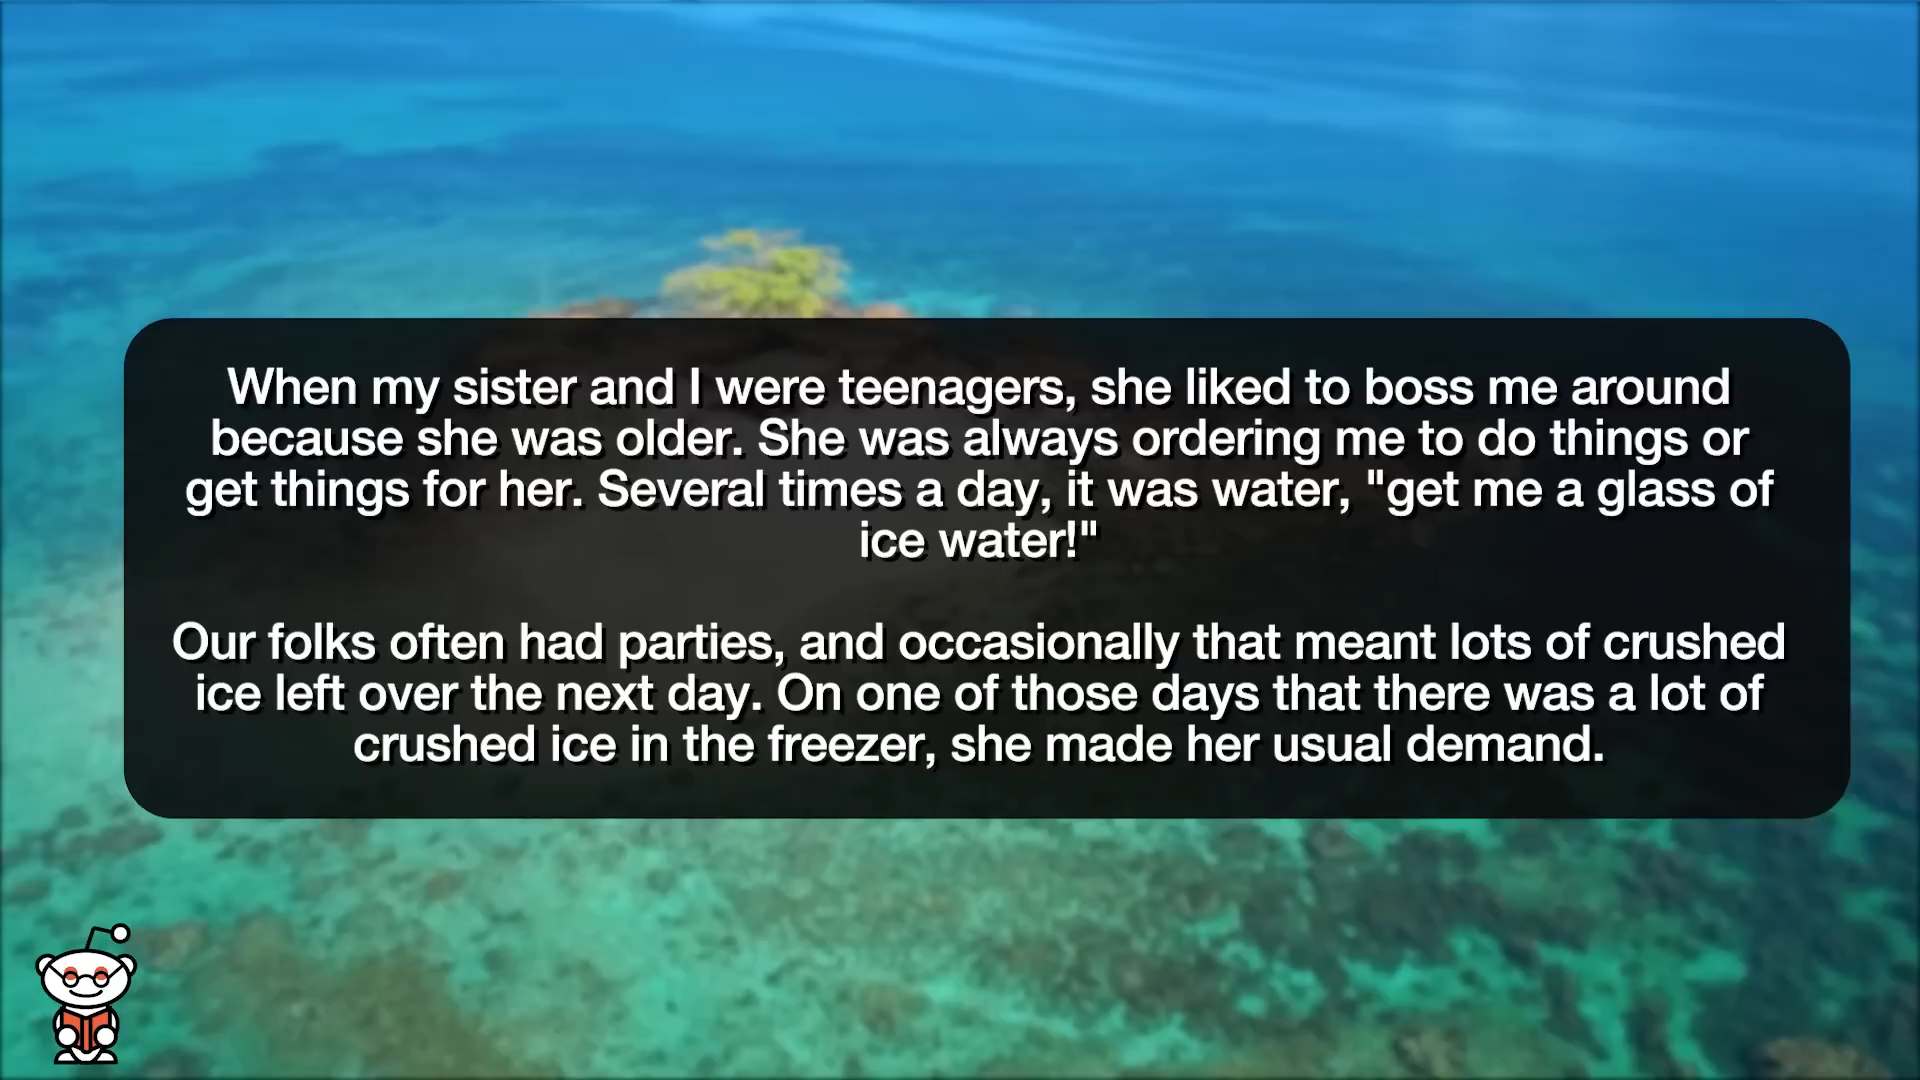 When my sister and I were teenagers, she liked to boss me around
because she was older. She was always ordering me to do things or
get things for her. Several times a day, it was water, "get me a glass of
ice water!"
Our folks often had parties, and occasionally that meant lots of crushed
ice left over the next day. On one of those days that there was a lot of
crushed ice in the freezer, she made her usual demand.